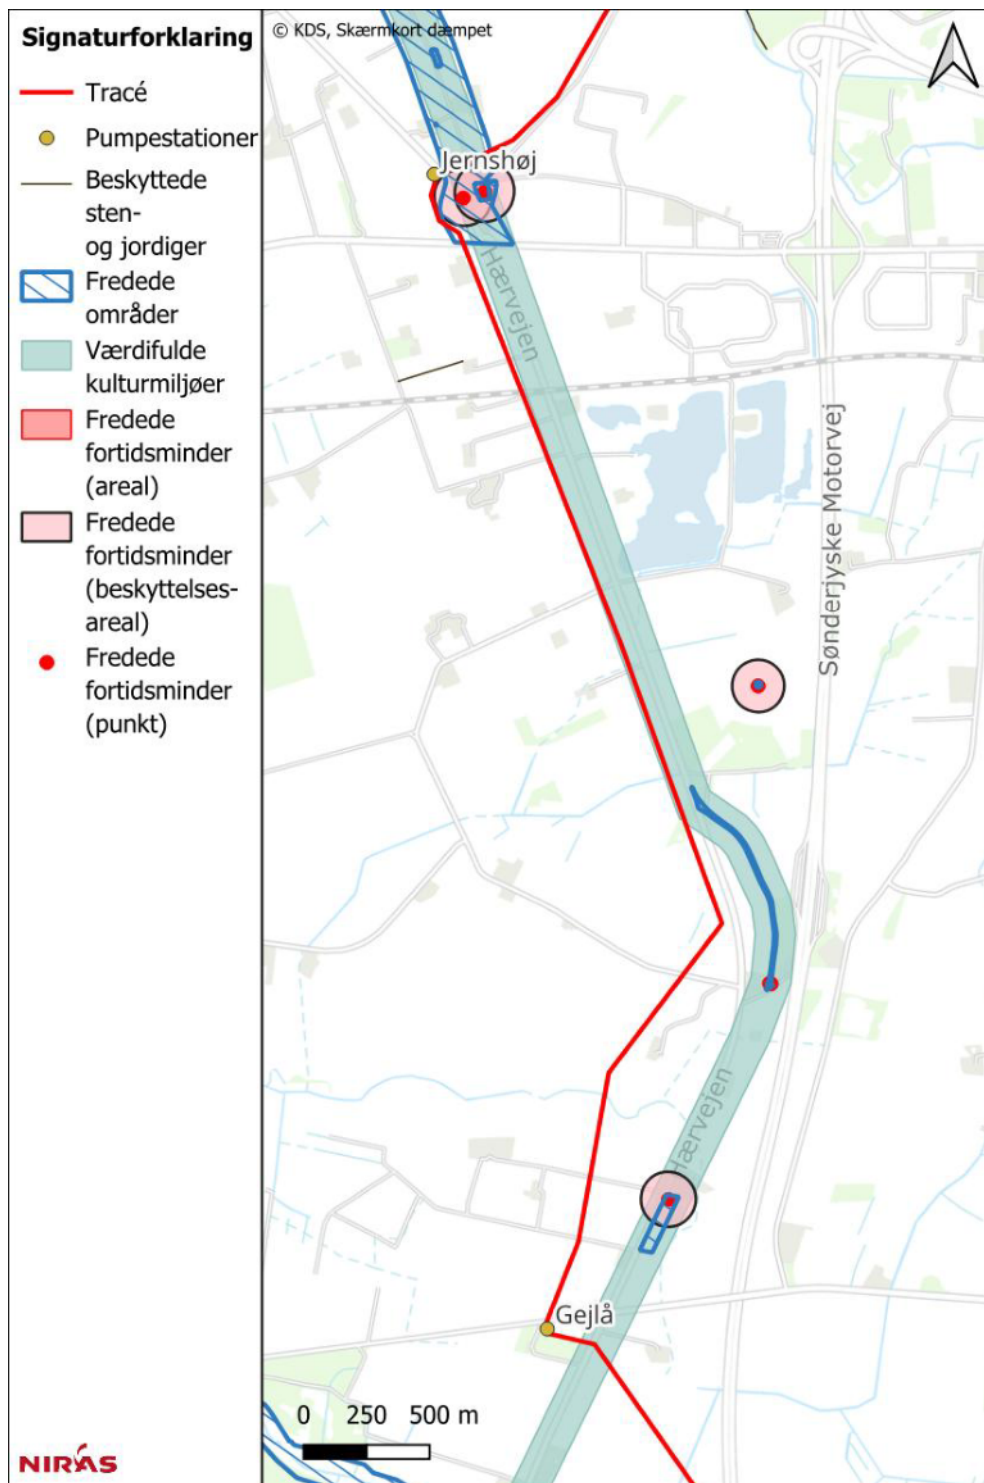 Signaturforklaring
Tracé
Pumpestationer
Beskyttede
sten-
og jordiger
Fredede
områder
Værdifulde
kulturmiljøer
Fredede
fortidsminder
(areal)
Fredede
fortidsminder
(beskyttelses-
areal)
Fredede
fortidsminder
(punkt)
NIRAS
© KDS, Skærmkort dæmpet
Jernshøj
Hærvejen
Sønderjyske Motorvej
Hærvejen
Gejlå
0 250 500 m